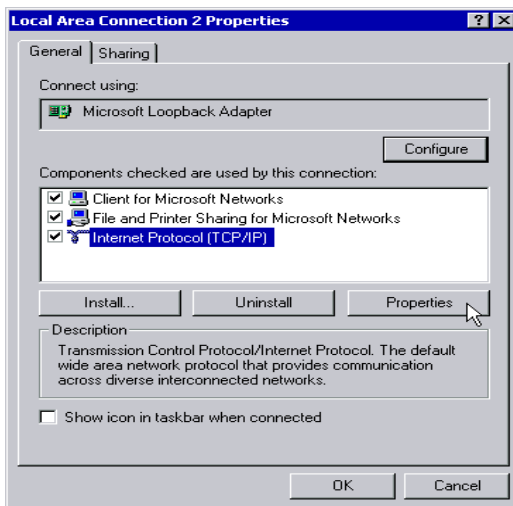 Local Area Connection 2 Properties
General Sharing
Connect using:
Microsoft Loopback Adapter
Configure
Components checked are used by this connection:
Client for Microsoft Networks
File and Printer Sharing for Microsoft Networks
Internet Protocol (TCP/IP)
Install... Uninstall Properties
Description
Transmission Control Protocol/Internet Protocol. The default
wide area network protocol that provides communication
across diverse interconnected networks.
Show icon in taskbar when connected
OK Cancel